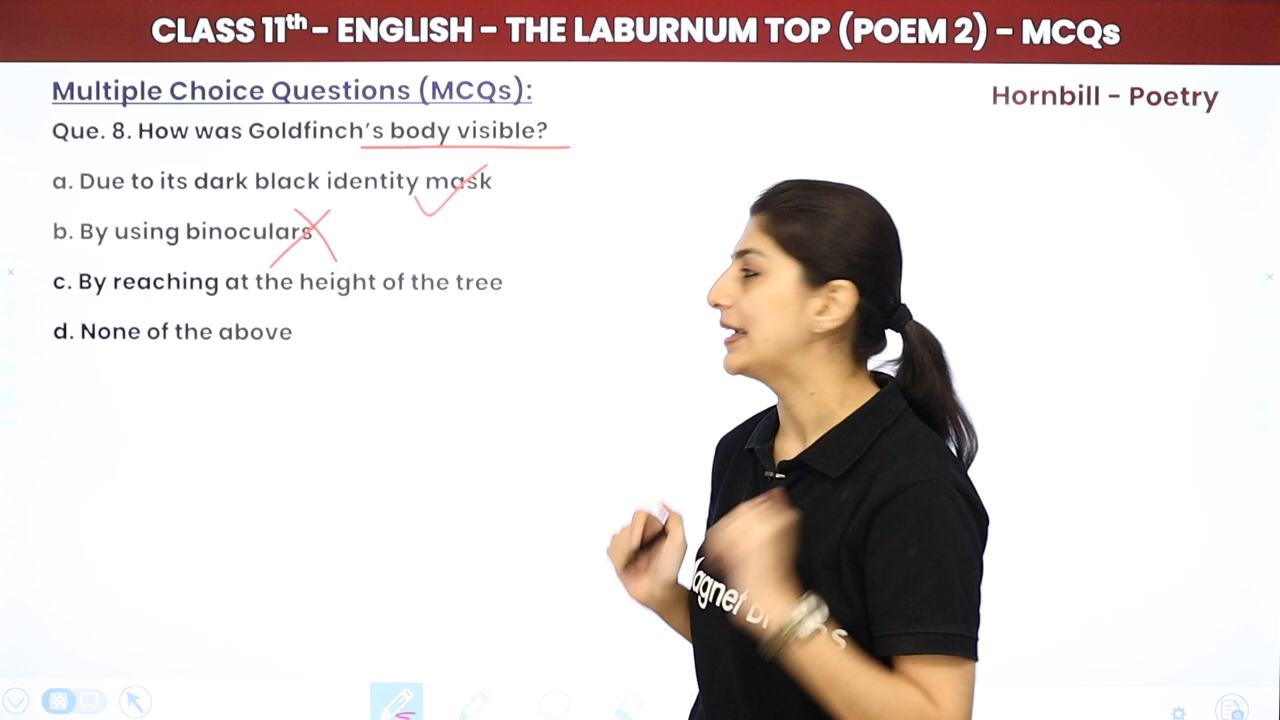 CLASS 11th - ENGLISH - THE LABURNUM TOP (POEM 2) - MCQs
Multiple Choice Questions (MCQs):
Hornbill - Poetry
Que. 8. How was Goldfinch's body visible?
a. Due to its dark black identity mask
b. By using binoculars
c. By reaching at the height of the tree
d. None of the above